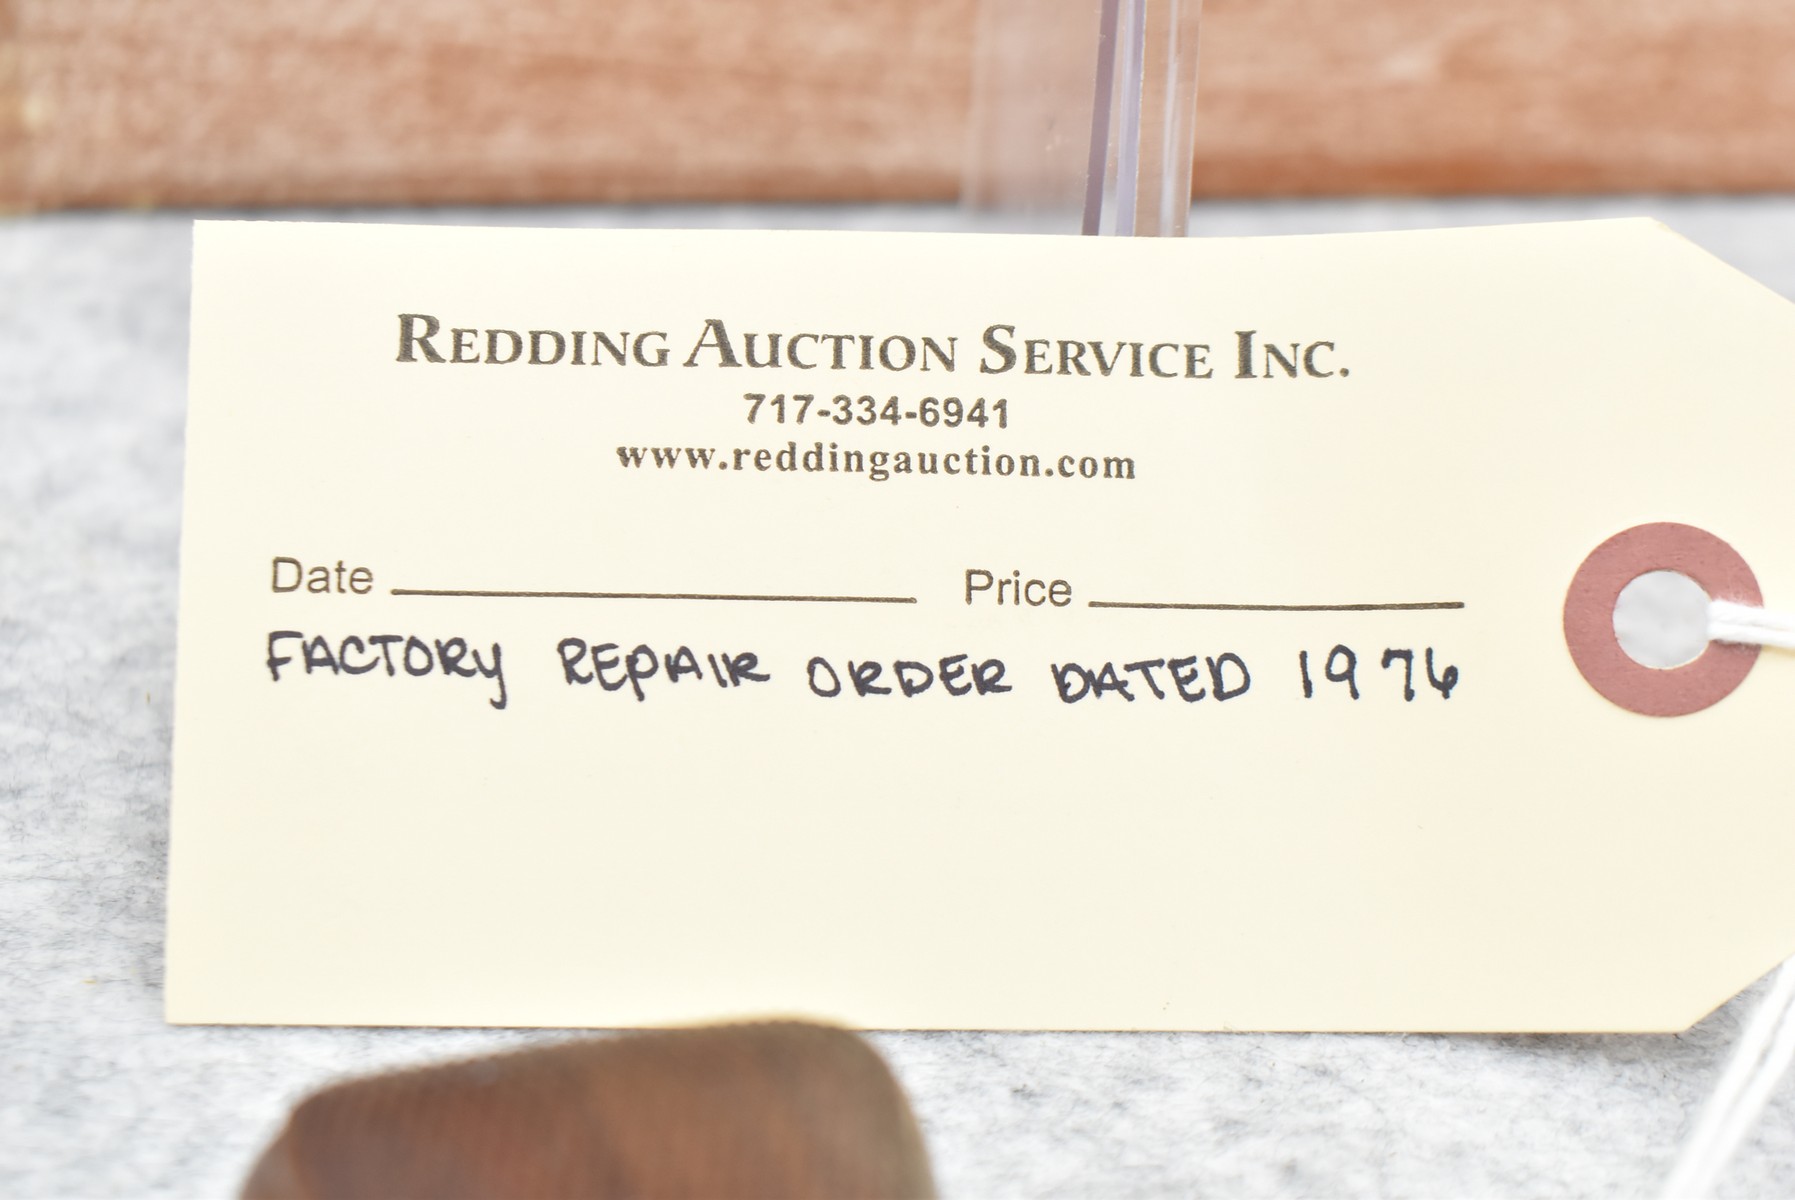 REDDING AUCTION SERVICE INC.
717-334-6941
www.reddingauction.com
Date Price
FACTORY REPAIR ORDER DATED 1976